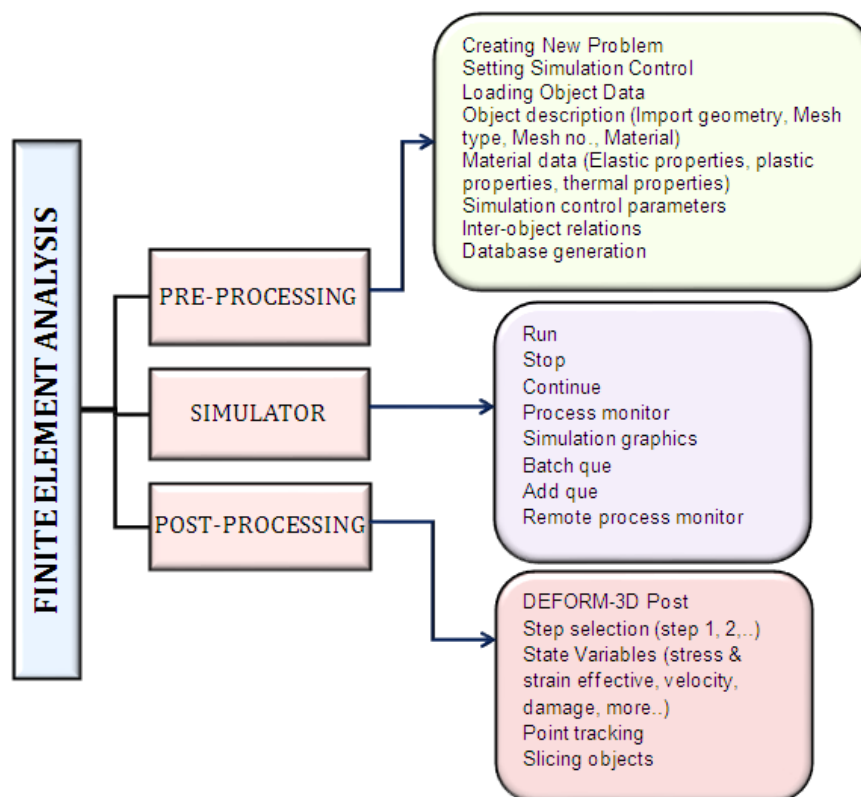 FINITE ELEMENT ANALYSIS
PRE-PROCESSING
Creating New Problem
Setting Simulation Control
Loading Object Data
Object description (Import geometry, Mesh
type, Mesh no., Material)
Material data (Elastic properties, plastic
properties, thermal properties)
Simulation control parameters
Inter-object relations
Database generation
SIMULATOR
Run
Stop
Continue
Process monitor
Simulation graphics
Batch que
Add que
Remote process monitor
POST-PROCESSING
DEFORM-3D Post
Step selection (step 1, 2,..)
State Variables (stress &
strain effective, velocity,
damage, more..)
Point tracking
Slicing objects